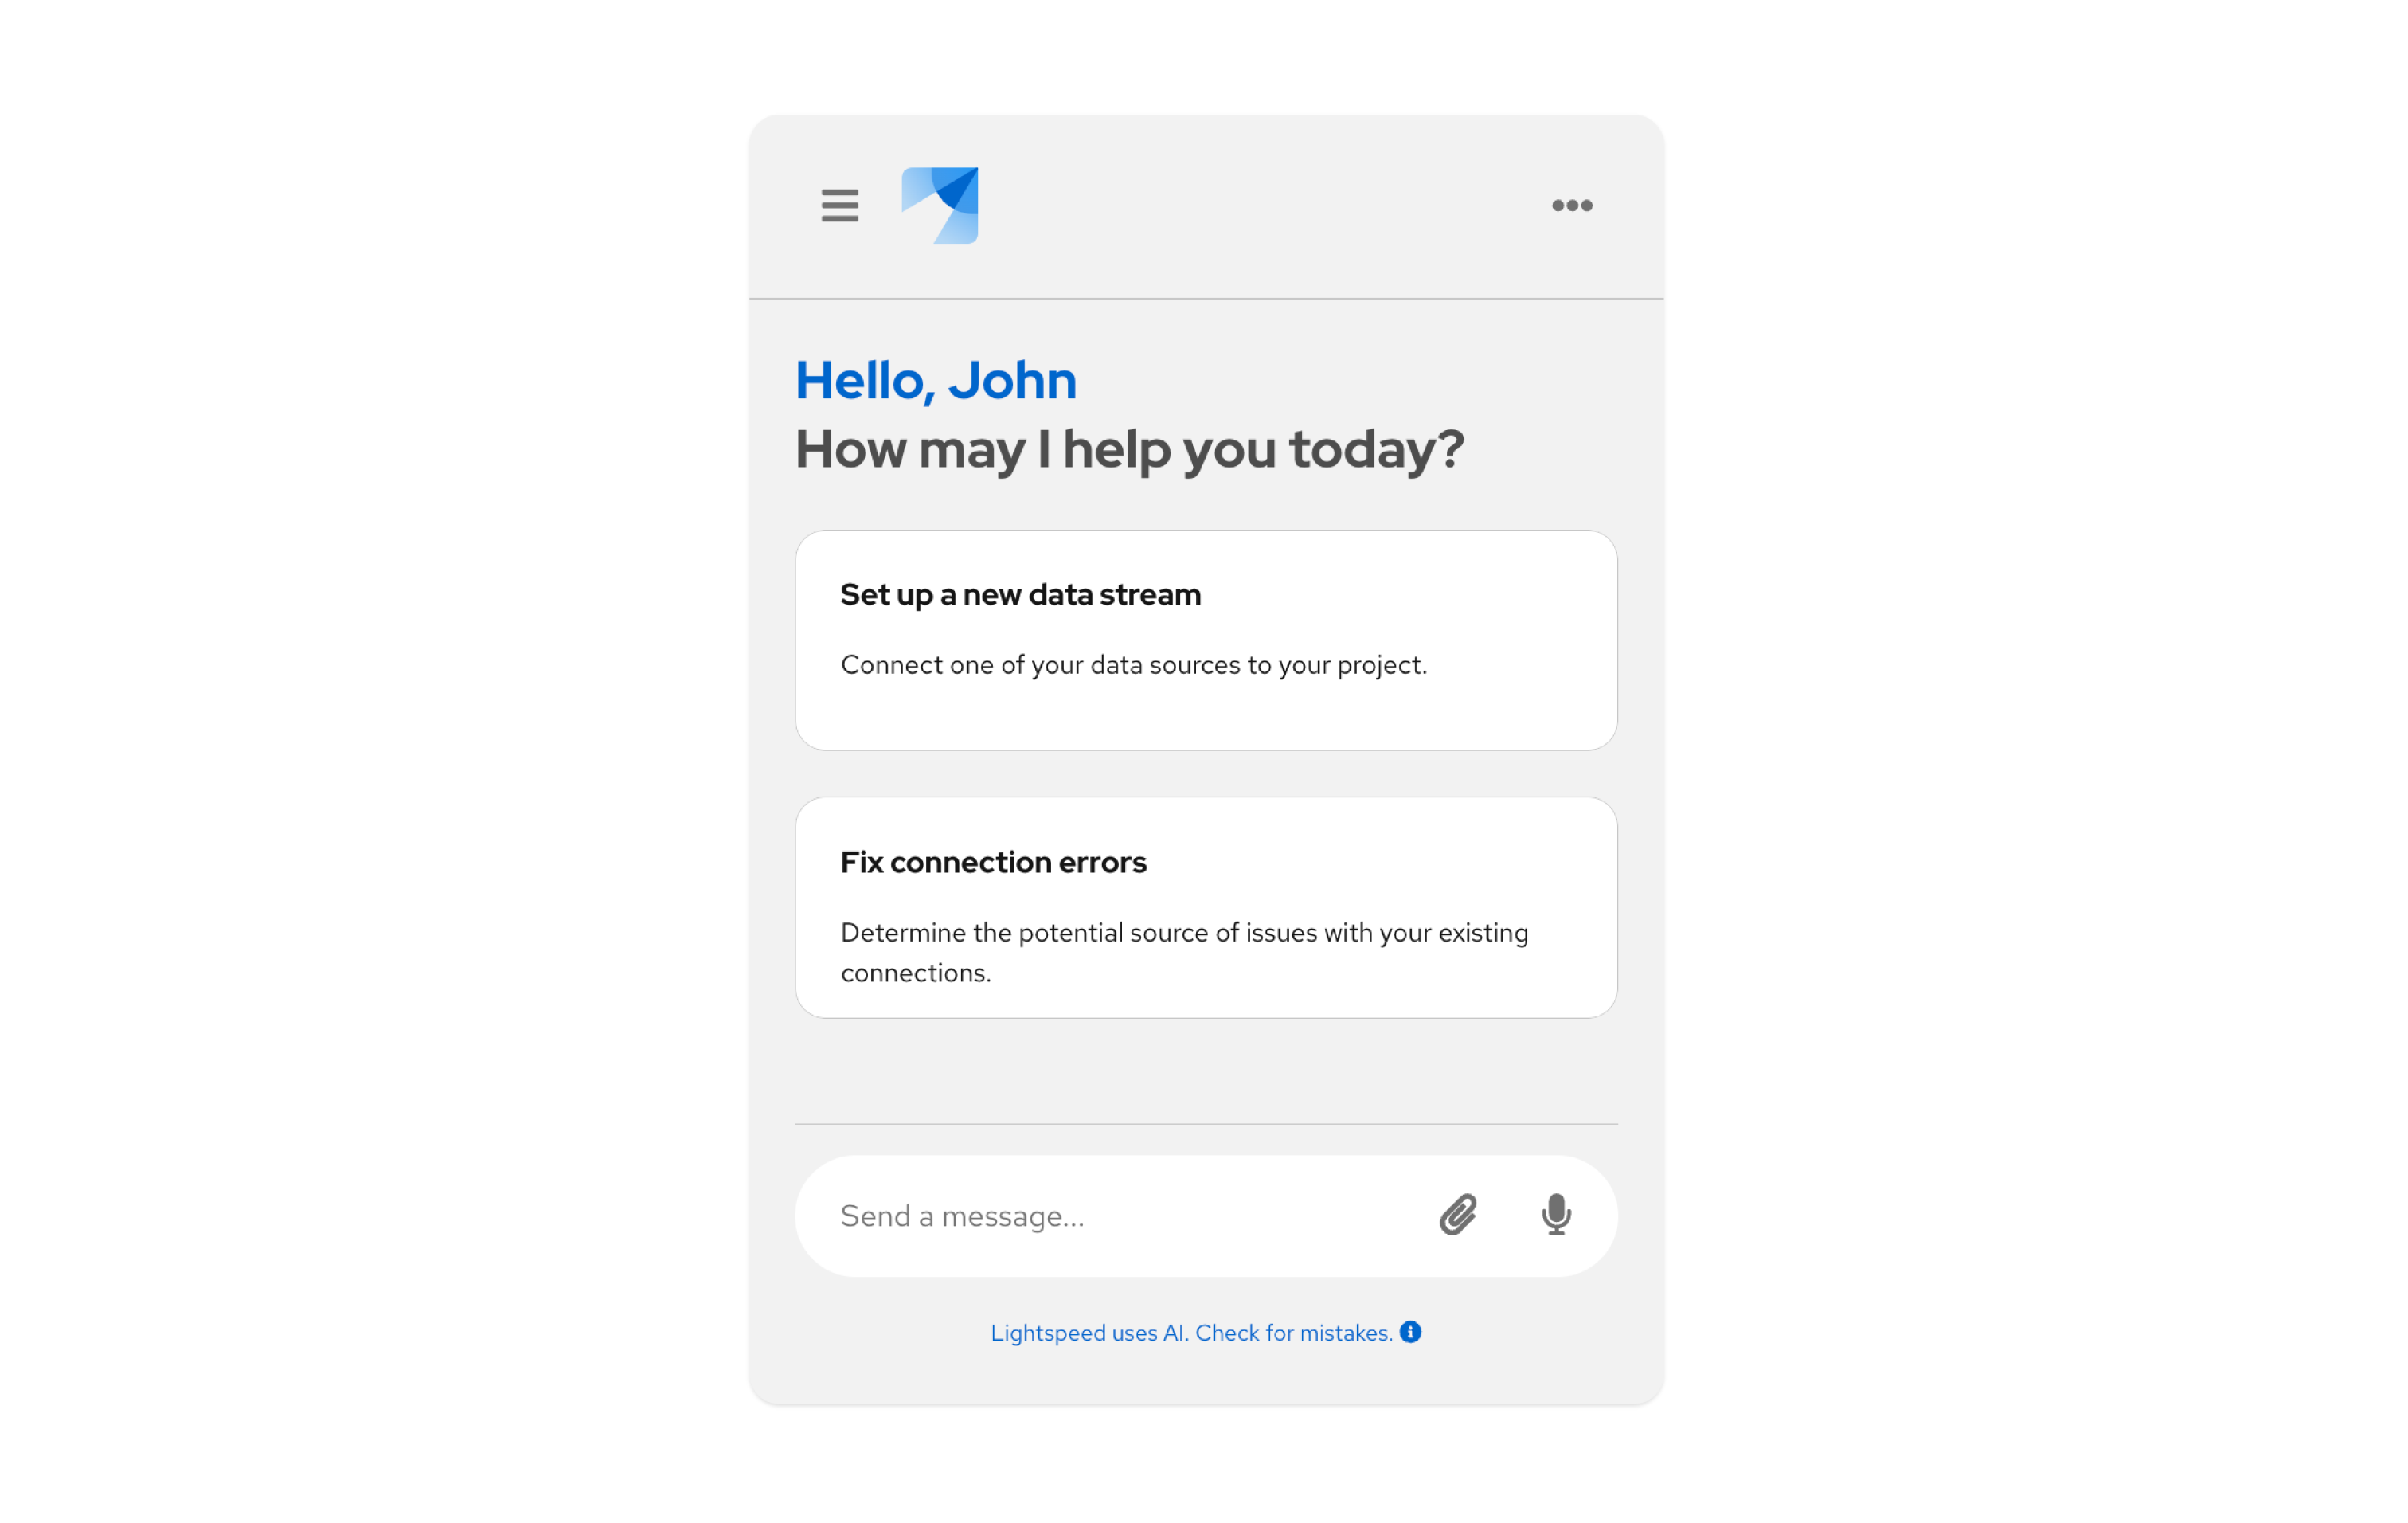 Hello, John
How may I help you today?
Set up a new data stream
Connect one of your data sources to your project.
Fix connection errors
Determine the potential source of issues with your existing
connections.
Send a message...
Lightspeed uses AI. Check for mistakes.